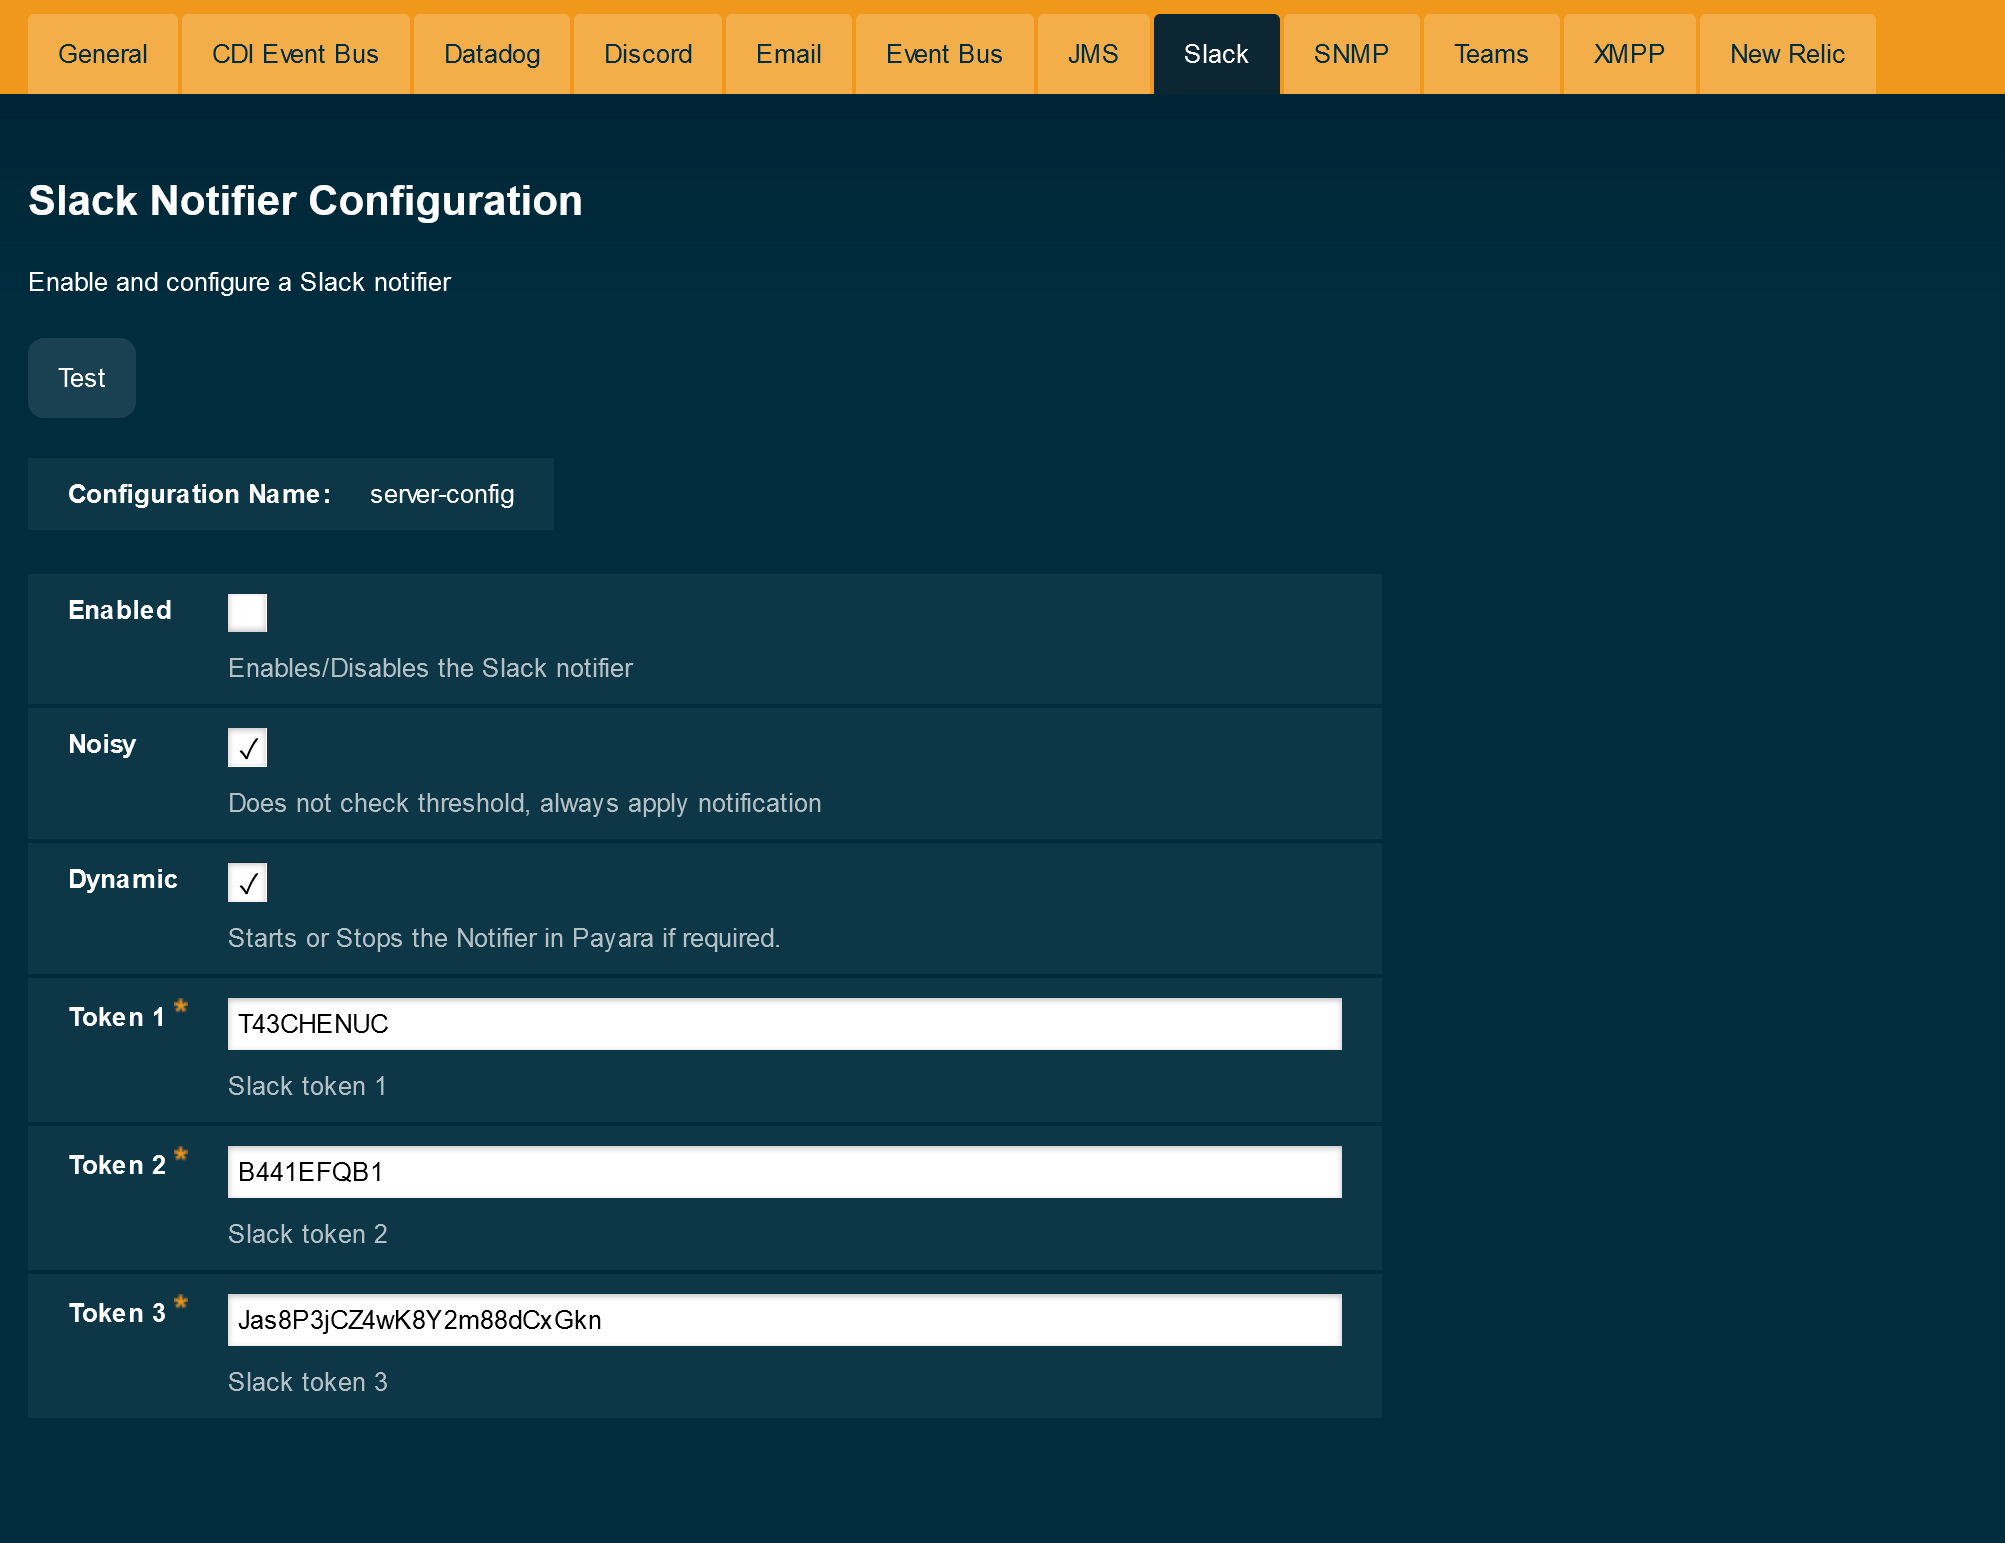 General CDI Event Bus Datadog Discord Email Event Bus JMS Slack SNMP Teams XMPP New Relic
Slack Notifier Configuration
Enable and configure a Slack notifier
Test
Configuration Name: server-config
Enabled
Enables/Disables the Slack notifier
Noisy ✓
Does not check threshold, always apply notification
Dynamic ✓
Starts or Stops the Notifier in Payara if required.
Token 1 * T43CHENUC
Slack token 1
Token 2 * B441EFQB1
Slack token 2
Token 3 * Jas8P3jCZ4wK8Y2m88dCxGkn
Slack token 3